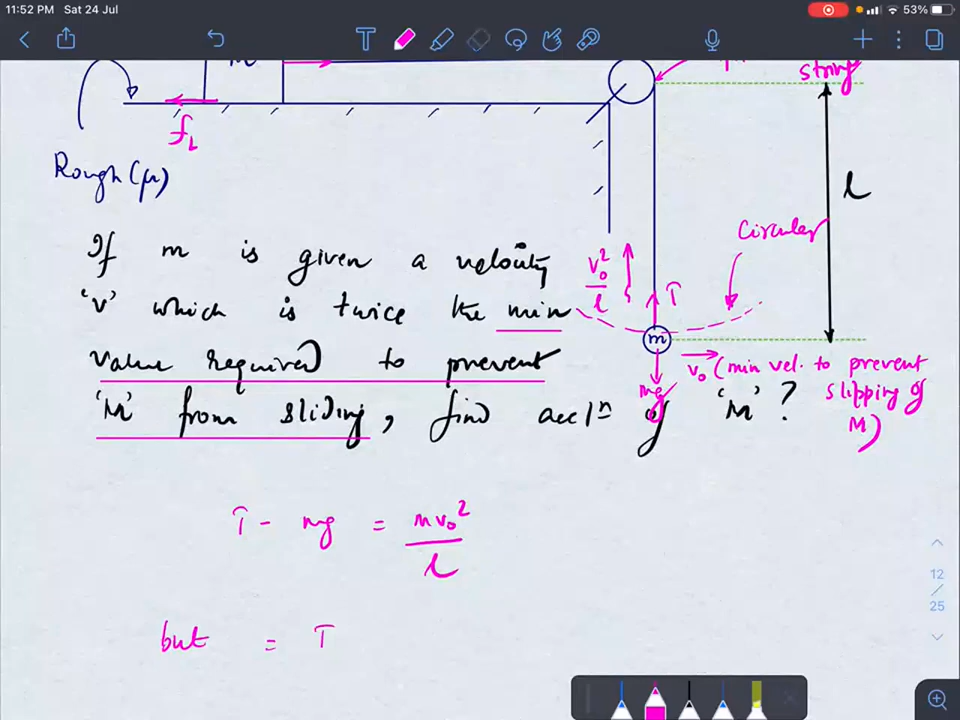 11:52 PM Sat 24 Jul
53%
string
fL
Rough (μ)
l
If m is given a velocity
'v' which is twice the min
value required to prevent
'M' from sliding, find accln of 'M'?
circular
v₀²/l
T
m
mg
v₀ (min vel. to prevent
slipping of
M)
T - mg = mv₀²/l
but = T
12
/
25